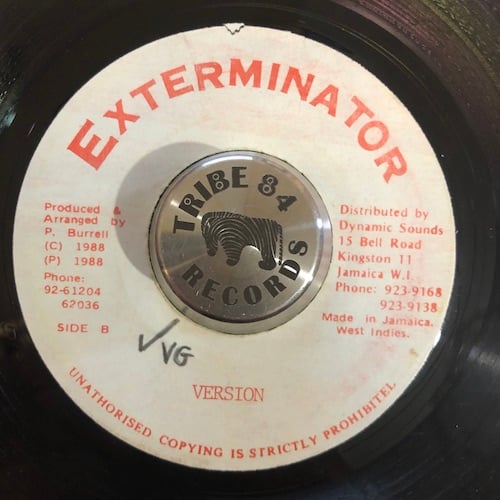 EXTERMINATOR
Produced &
Arranged by
P. Burrell
(C) 1988
(P) 1988
Phone:
92-61204
62036
SIDE B
TRIBE 84
RECORDS
Distributed by
Dynamic Sounds
15 Bell Road
Kingston 11
Jamaica W.I.
Phone: 923-9168
923-9138
Made in Jamaica.
West Indies.
✓VG
VERSION
UNATHORISED COPYING IS STRICTLY PROHIBITEL